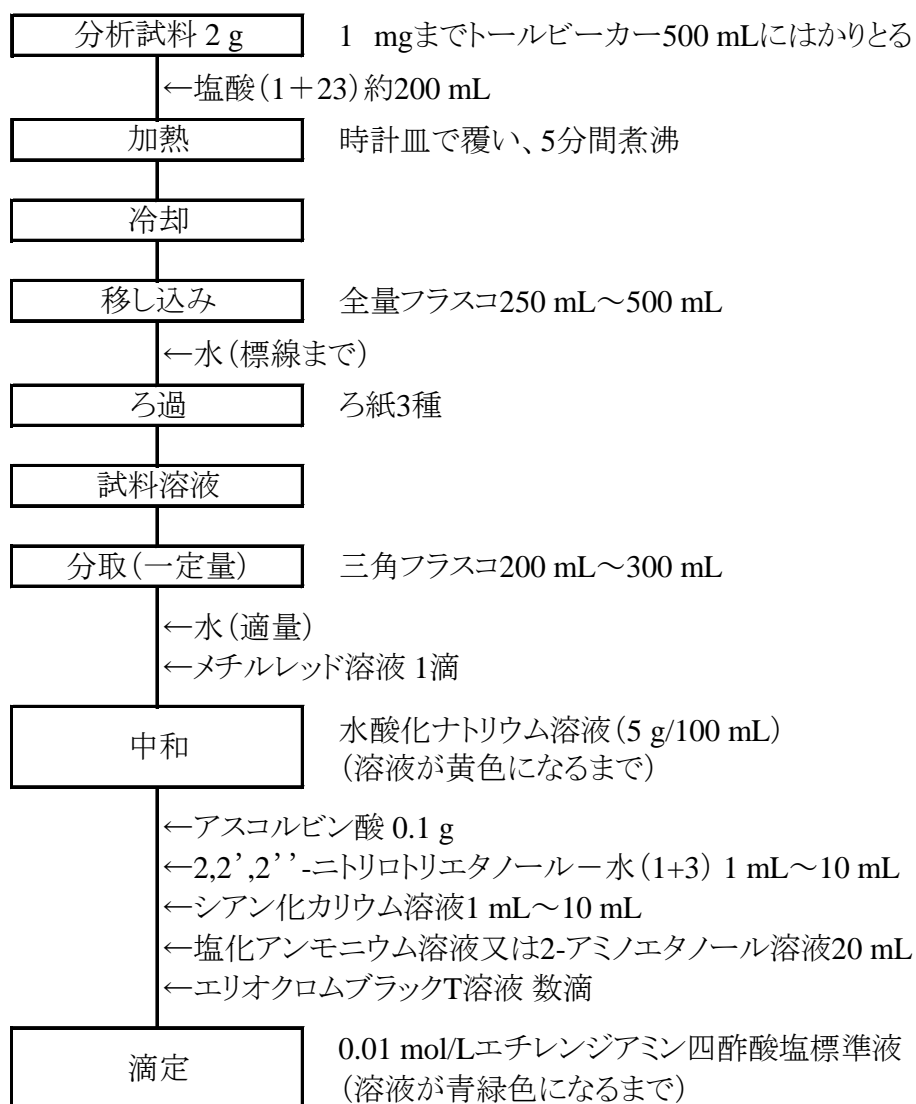 分析試料 2 g　1 mgまでトールビーカー500 mLにはかりとる
←塩酸（1＋23）約200 mL
加熱　時計皿で覆い、5分間煮沸
冷却
移し込み　全量フラスコ250 mL～500 mL
←水（標線まで）
ろ過　ろ紙3種
試料溶液
分取（一定量）　三角フラスコ200 mL～300 mL
←水（適量）
←メチルレッド溶液 1滴
中和　水酸化ナトリウム溶液（5 g/100 mL）
（溶液が黄色になるまで）
←アスコルビン酸 0.1 g
←2,2’,2’’-ニトリロトリエタノール－水（1+3） 1 mL～10 mL
←シアン化カリウム溶液1 mL～10 mL
←塩化アンモニウム溶液又は2-アミノエタノール溶液20 mL
←エリオクロムブラックT溶液 数滴
滴定　0.01 mol/Lエチレンジアミン四酢酸塩標準液
（溶液が青緑色になるまで）